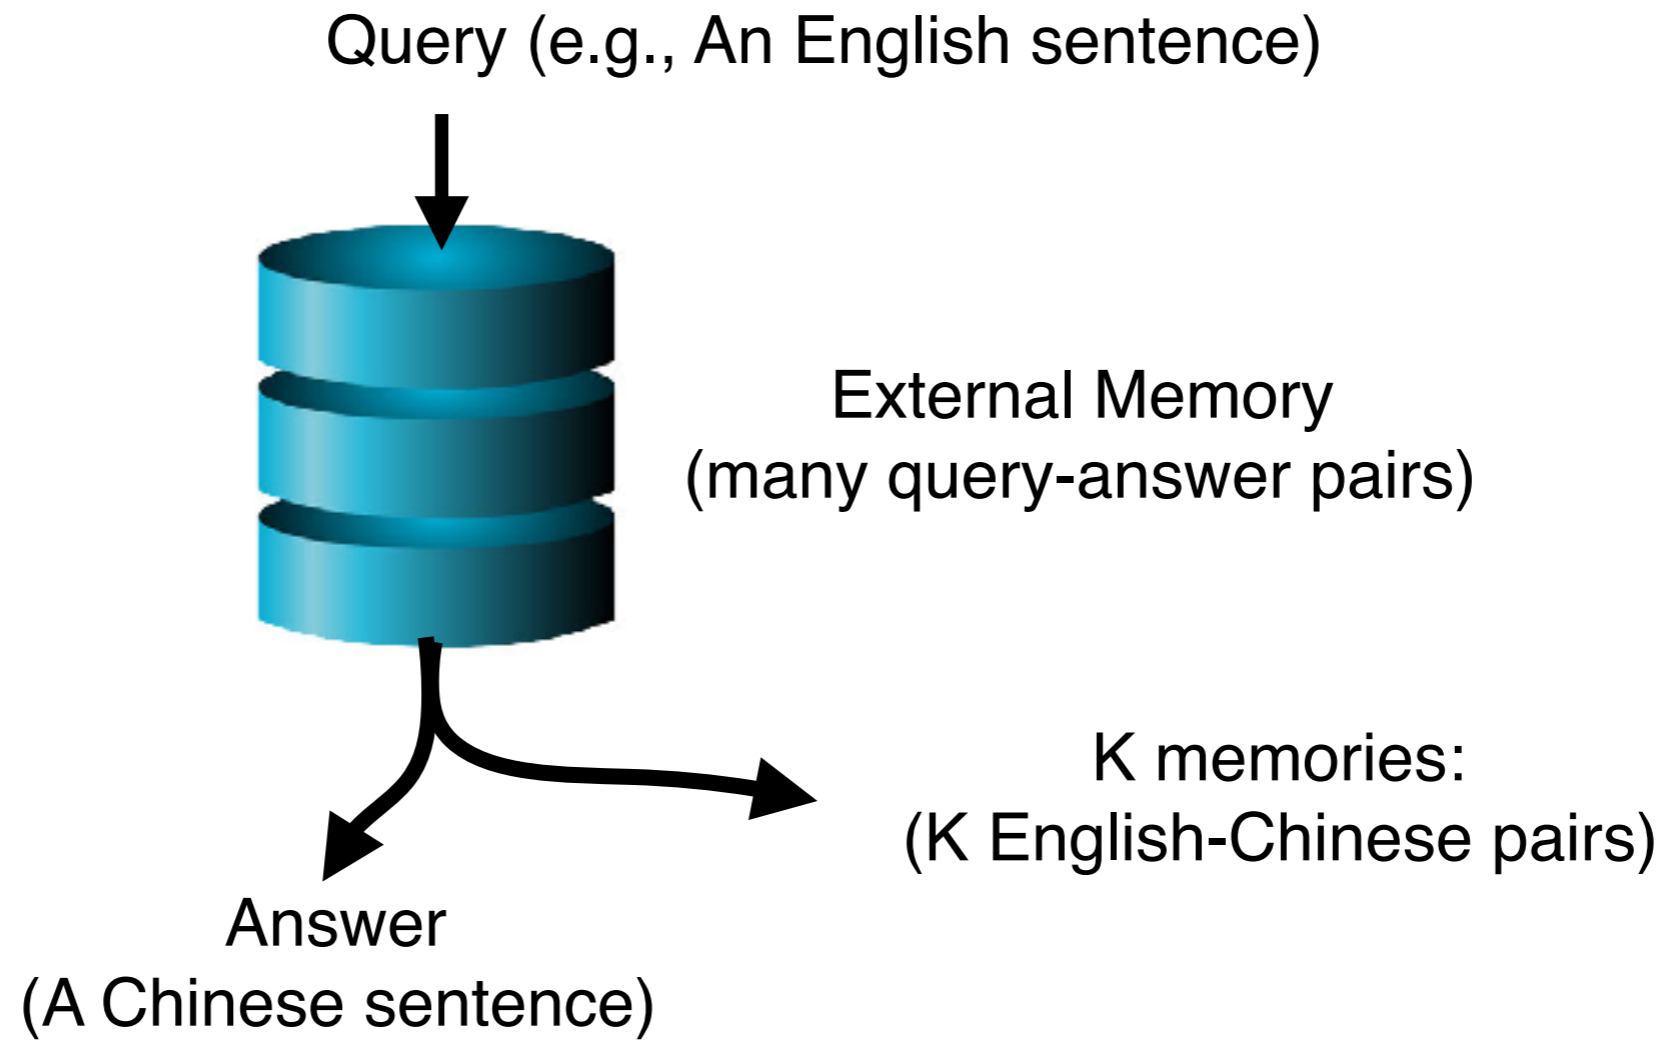 Query (e.g., An English sentence)
External Memory
(many query-answer pairs)
K memories:
(K English-Chinese pairs)
Answer
(A Chinese sentence)